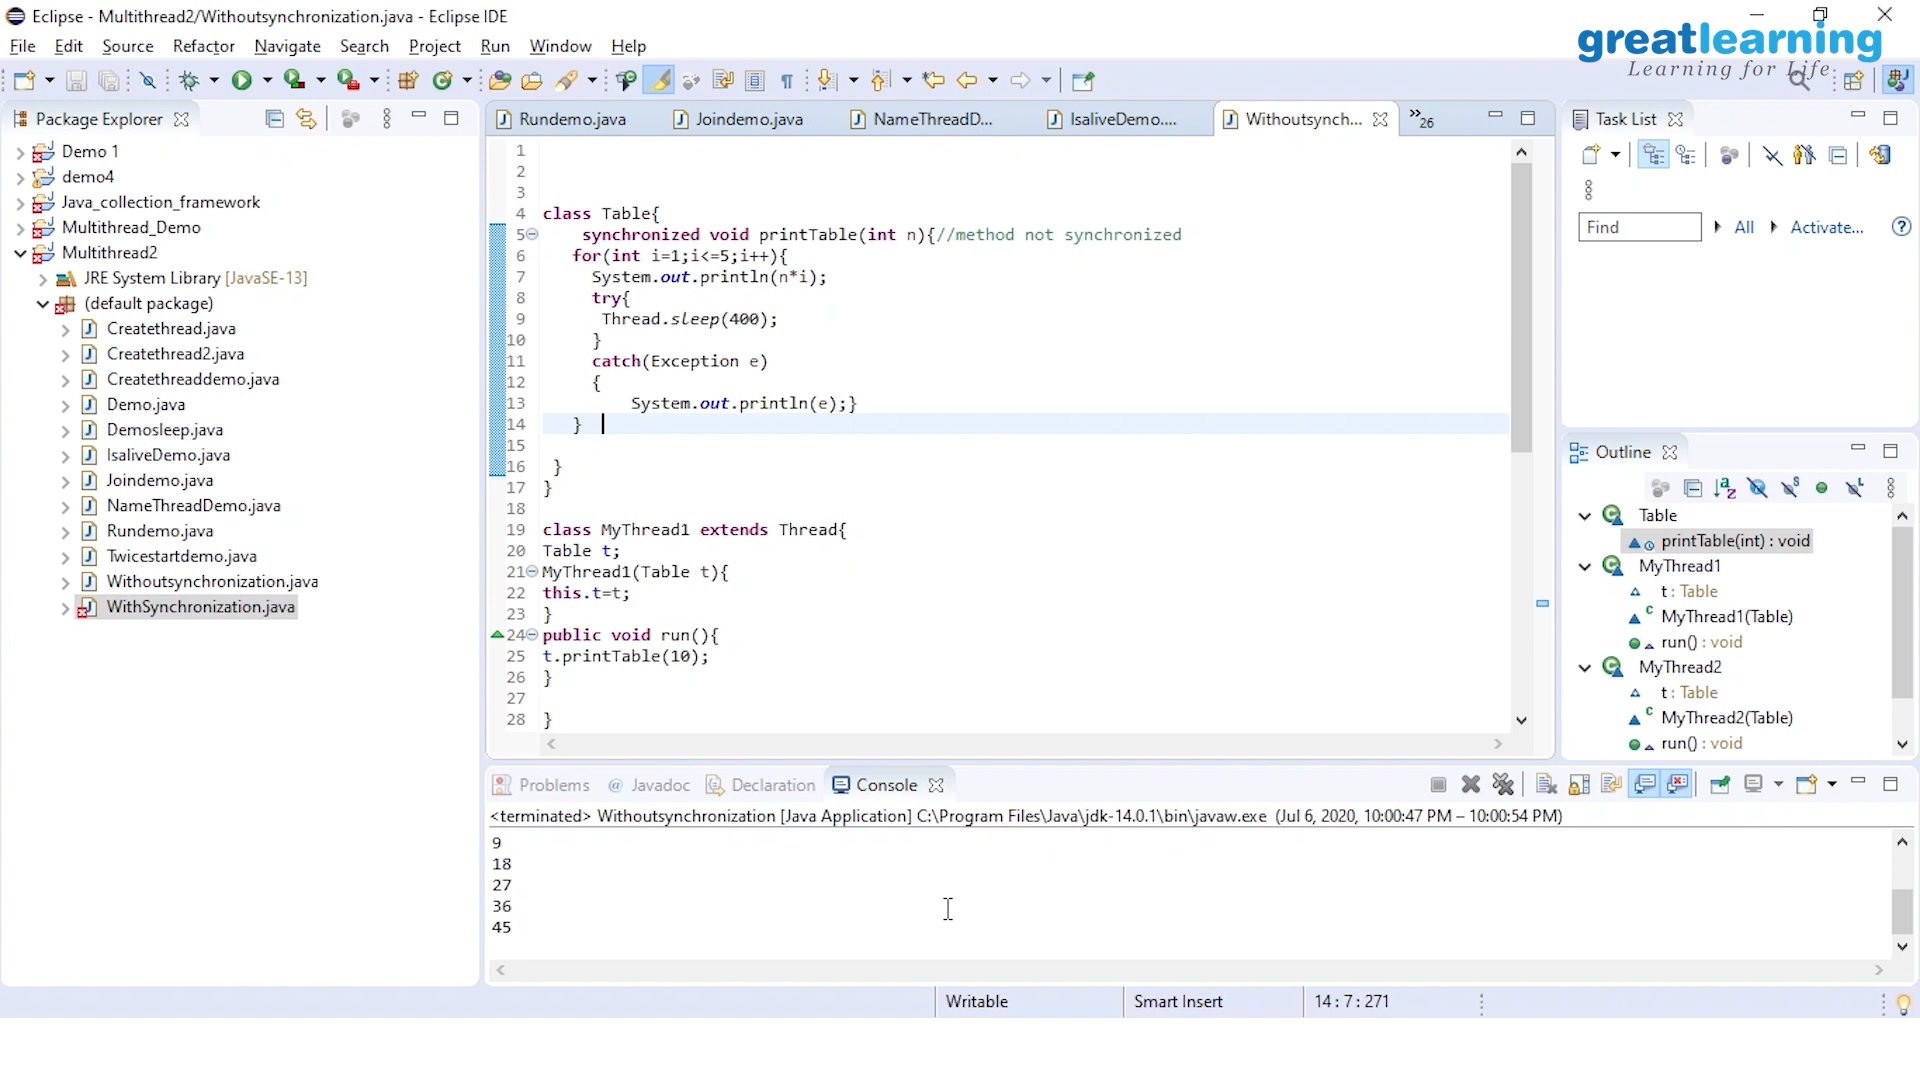 Eclipse - Multithread2/Withoutsynchronization.java - Eclipse IDE
File Edit Source Refactor Navigate Search Project Run Window Help
greatlearning
Learning for Life
Package Explorer
Demo 1
demo4
Java_collection_framework
Multithread_Demo
Multithread2
JRE System Library [JavaSE-13]
(default package)
Createthread.java
Createthread2.java
Createthreaddemo.java
Demo.java
Demosleep.java
IsaliveDemo.java
Joindemo.java
NameThreadDemo.java
Rundemo.java
Twicestartdemo.java
Withoutsynchronization.java
WithSynchronization.java
Rundemo.java Joindemo.java NameThreadD... IsaliveDemo.... Withoutsynch... »26
1
2
3
4 class Table{
5 synchronized void printTable(int n){//method not synchronized
6 for(int i=1;i<=5;i++){
7 System.out.println(n*i);
8 try{
9 Thread.sleep(400);
10 }
11 catch(Exception e)
12 {
13 System.out.println(e);}
14 }
15
16 }
17 }
18
19 class MyThread1 extends Thread{
20 Table t;
21 MyThread1(Table t){
22 this.t=t;
23 }
24 public void run(){
25 t.printTable(10);
26 }
27
28 }
Task List
Find All Activate...
Outline
Table
printTable(int) : void
MyThread1
t : Table
MyThread1(Table)
run() : void
MyThread2
t : Table
MyThread2(Table)
run() : void
Problems @ Javadoc Declaration Console
<terminated> Withoutsynchronization [Java Application] C:\Program Files\Java\jdk-14.0.1\bin\javaw.exe (Jul 6, 2020, 10:00:47 PM – 10:00:54 PM)
9
18
27
36
45
Writable Smart Insert 14 : 7 : 271